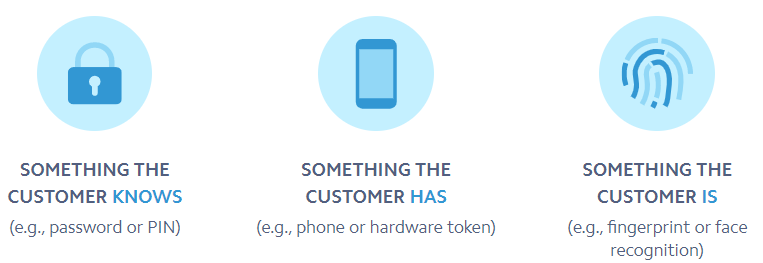 SOMETHING THE
CUSTOMER KNOWS
(e.g., password or PIN)
SOMETHING THE
CUSTOMER HAS
(e.g., phone or hardware token)
SOMETHING THE
CUSTOMER IS
(e.g., fingerprint or face
recognition)